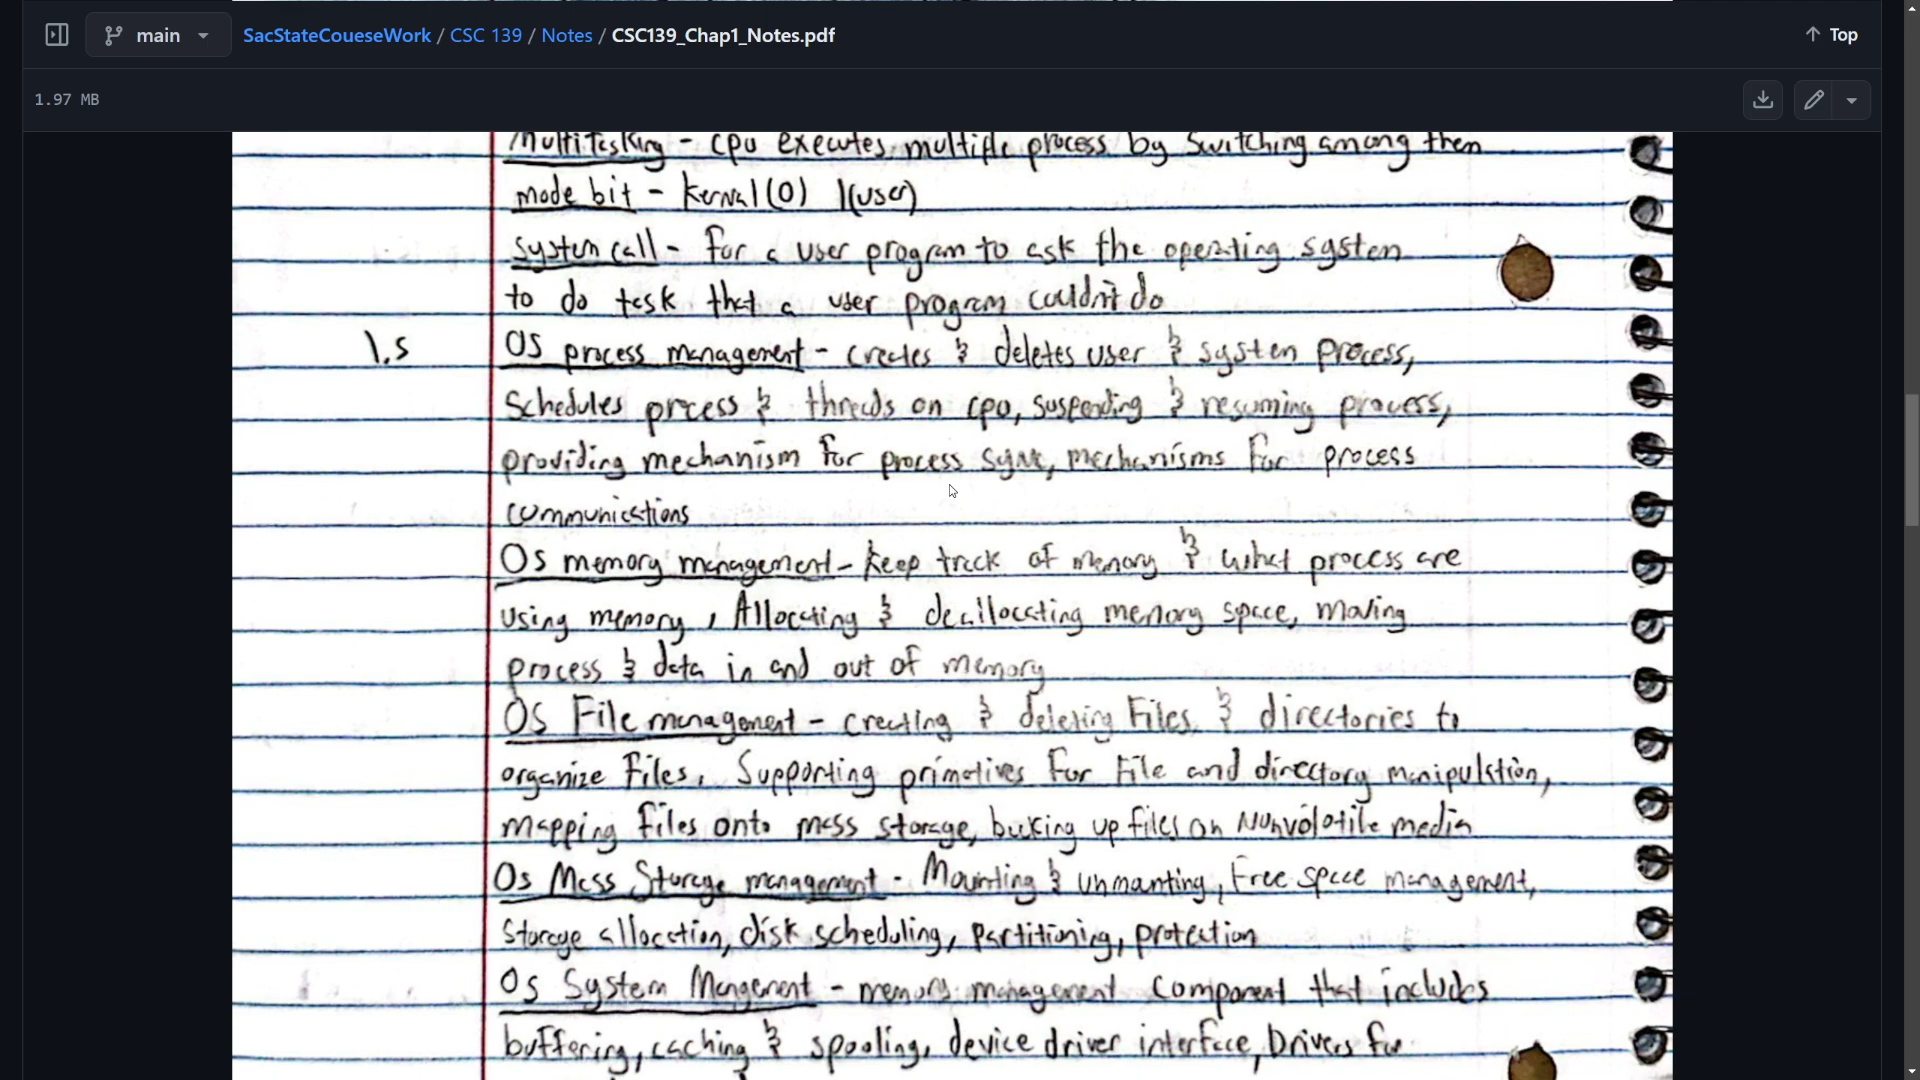 main
SacStateCoueseWork / CSC 139 / Notes / CSC139_Chap1_Notes.pdf
Top
1.97 MB
Multitasking - cpu executes multiple process by switching among them
mode bit - kernal (0) 1(user)
system call - for a user program to ask the operating system
to do task that a user program couldn't do
1.5 OS process management - creates & deletes user & system process,
Schedules prcess & threads on cpu, suspending & resuming process,
providing mechanism for process sync, mechanisms for process
communications
Os memory management - keep track of memory & what process are
using memory, Allocating & deallocating memory space, moving
process & data in and out of memory
OS File management - creating & deleting files & directories to
organize files. Supporting primatives for file and directory manipulation,
mapping files onto mass storage, backing up files on nonvolatile media
Os Mass Storage management - Mounting & unmanting, Free space management,
storage allocation, disk scheduling, partitioning, protection
Os System Mangement - memory management component that includes
buffering, caching & spooling, device driver interface, Drivers for